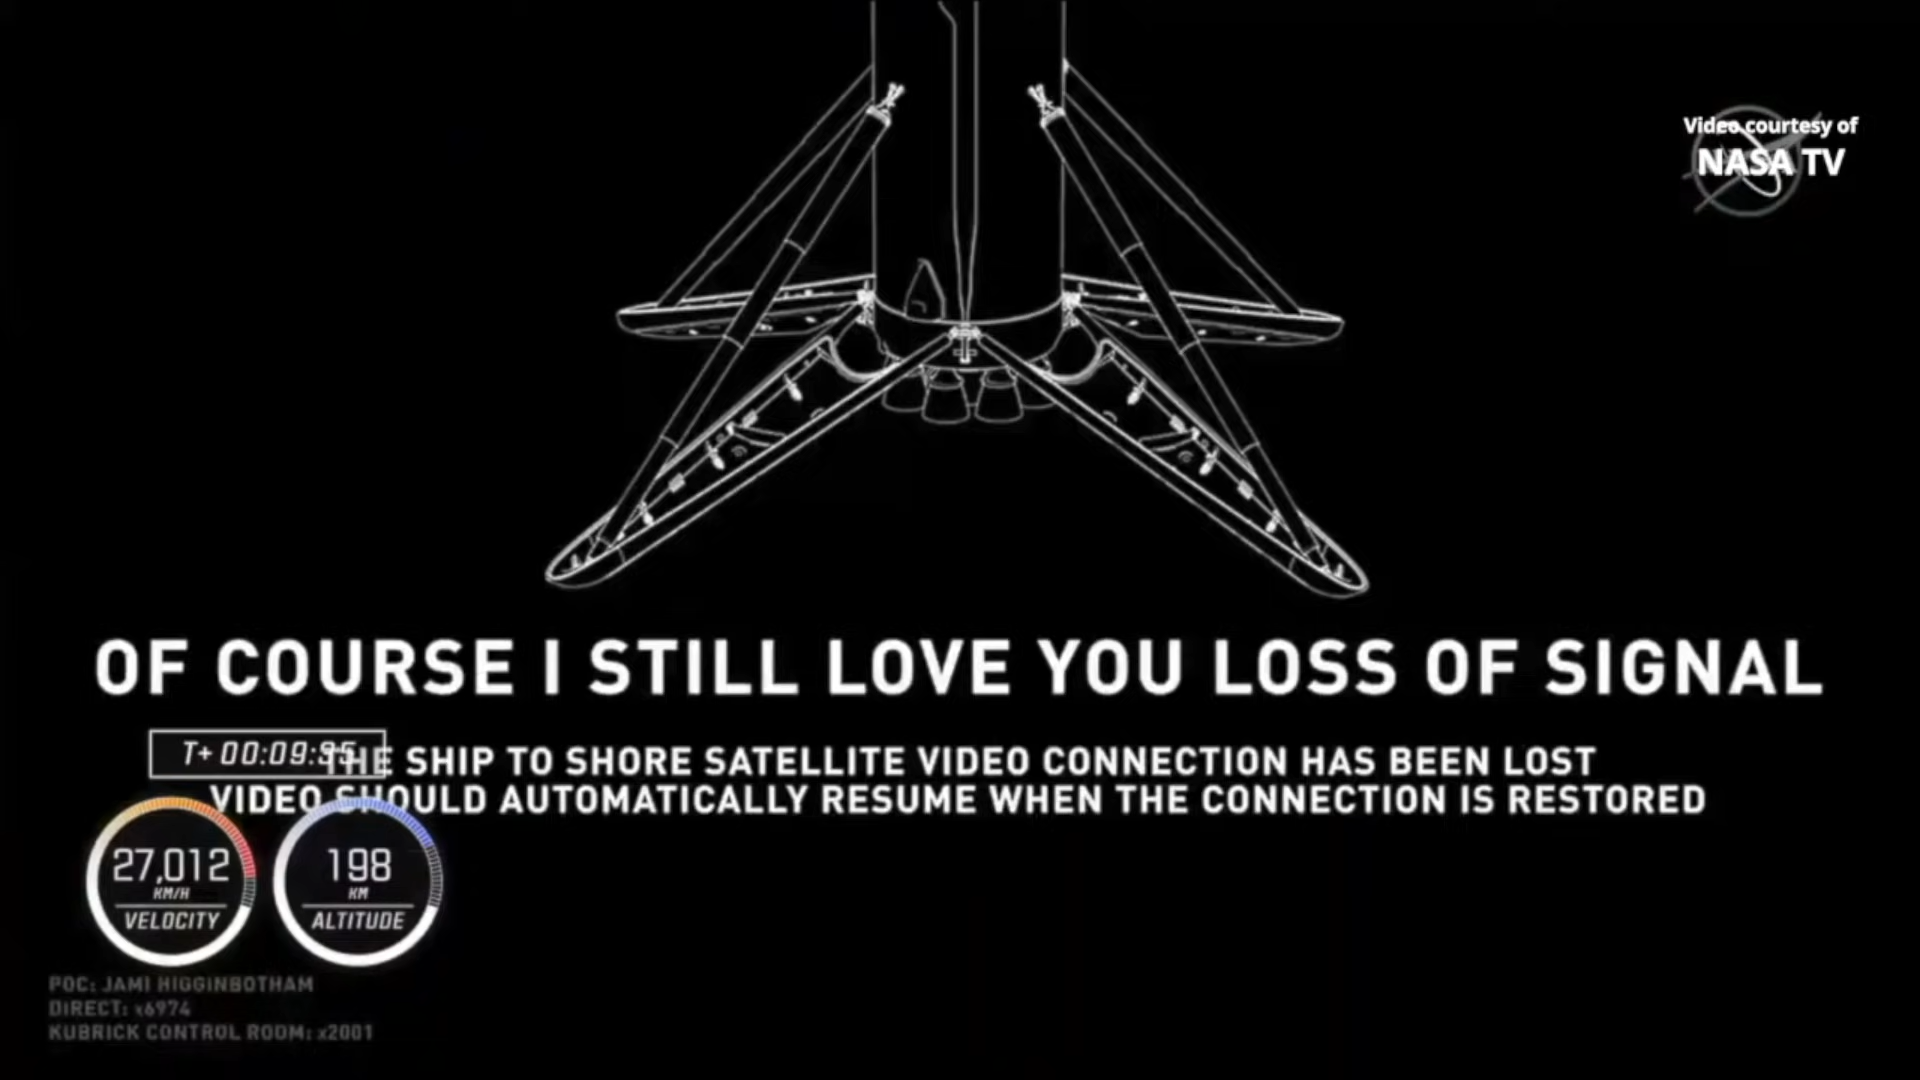 Video courtesy of
NASA TV
OF COURSE I STILL LOVE YOU LOSS OF SIGNAL
T+ 00:09:35
THE SHIP TO SHORE SATELLITE VIDEO CONNECTION HAS BEEN LOST
VIDEO SHOULD AUTOMATICALLY RESUME WHEN THE CONNECTION IS RESTORED
27,012
KM/H
VELOCITY
198
KM
ALTITUDE
POC: JAMI HIGGINBOTHAM
DIRECT: x6974
KUBRICK CONTROL ROOM: x2001